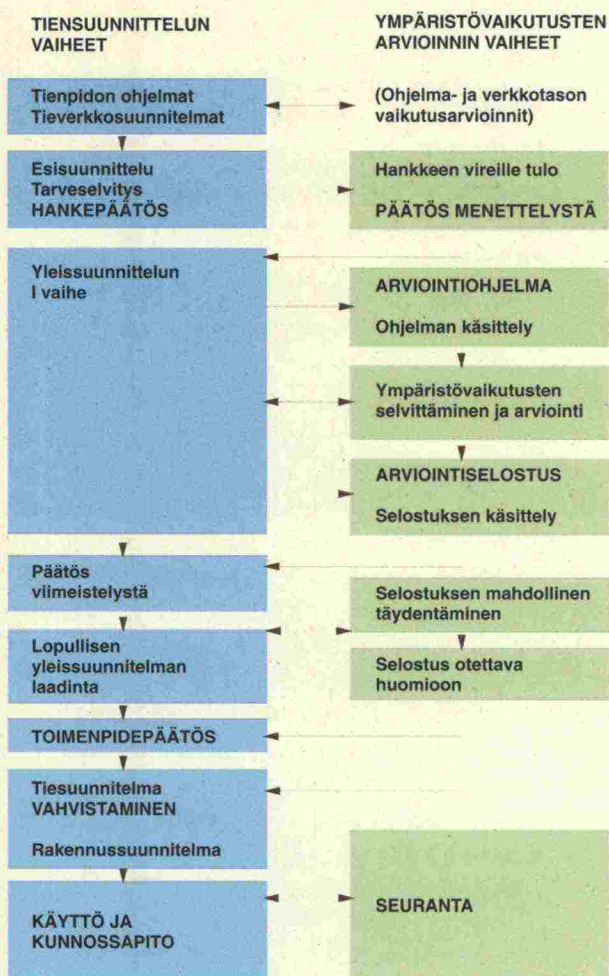 TIENSUUNNITTELUN
VAIHEET
YMPÄRISTÖVAIKUTUSTEN
ARVIOINNIN VAIHEET
Tienpidon ohjelmat
Tieverkkosuunnitelmat
(Ohjelma- ja verkkotason
vaikutusarvioinnit)
Esisuunnittelu
Tarveselvitys
HANKEPÄÄTÖS
Hankkeen vireille tulo
PÄÄTÖS MENETTELYSTÄ
Yleissuunnittelun
I vaihe
ARVIOINTIOHJELMA
Ohjelman käsittely
Ympäristövaikutusten
selvittäminen ja arviointi
ARVIOINTISELOSTUS
Selostuksen käsittely
Päätös
viimeistelystä
Selostuksen mahdollinen
täydentäminen
Lopullisen
yleissuunnitelman
laadinta
Selostus otettava
huomioon
TOIMENPIDEPÄÄTÖS
Tiesuunnitelma
VAHVISTAMINEN
Rakennussuunnitelma
KÄYTTÖ JA
KUNNOSSAPITO
SEURANTA